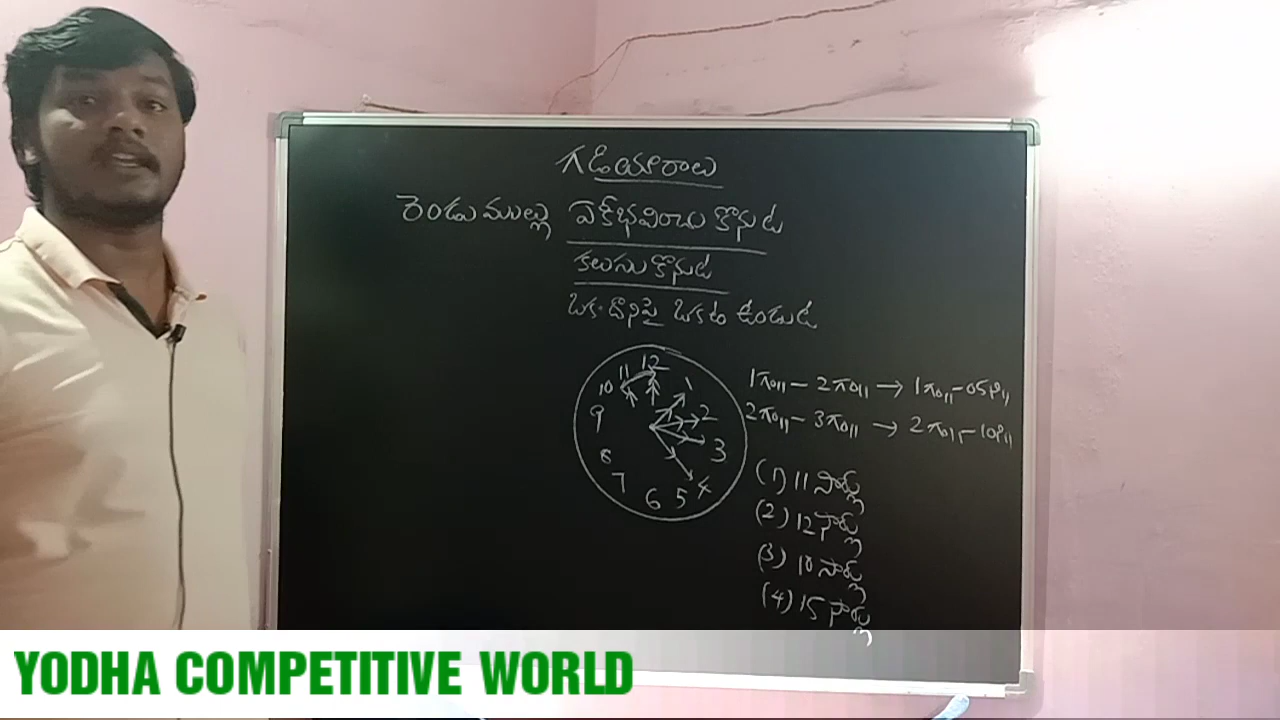 గడియారాలు
రెండు ముల్లు ఏకీభవించు కొనుట
కలుసుకొనుట
ఒకదానిపై ఒకటి ఉండుట
12
11
1
10
2
9
3
8
4
7
5
6
1గం॥ – 2గం॥ → 1గం॥-05ని॥
2గం॥ – 3గం॥ → 2గం॥-10ని॥
(1) 11 సార్లు
(2) 12 సార్లు
(3) 10 సార్లు
(4) 15 సార్లు
YODHA COMPETITIVE WORLD